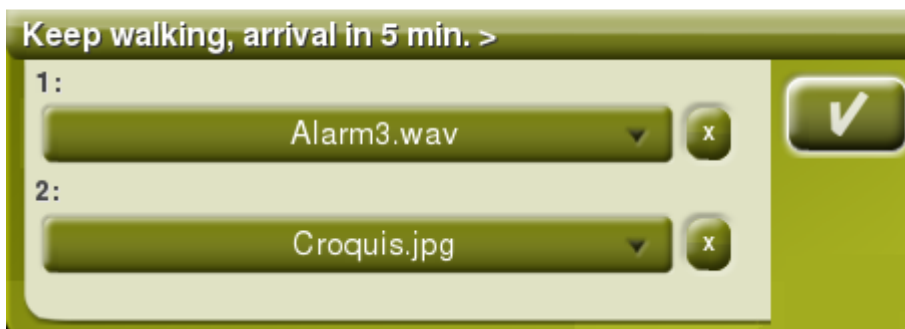 Keep walking, arrival in 5 min. >
1:
Alarm3.wav
x
2:
Croquis.jpg
x